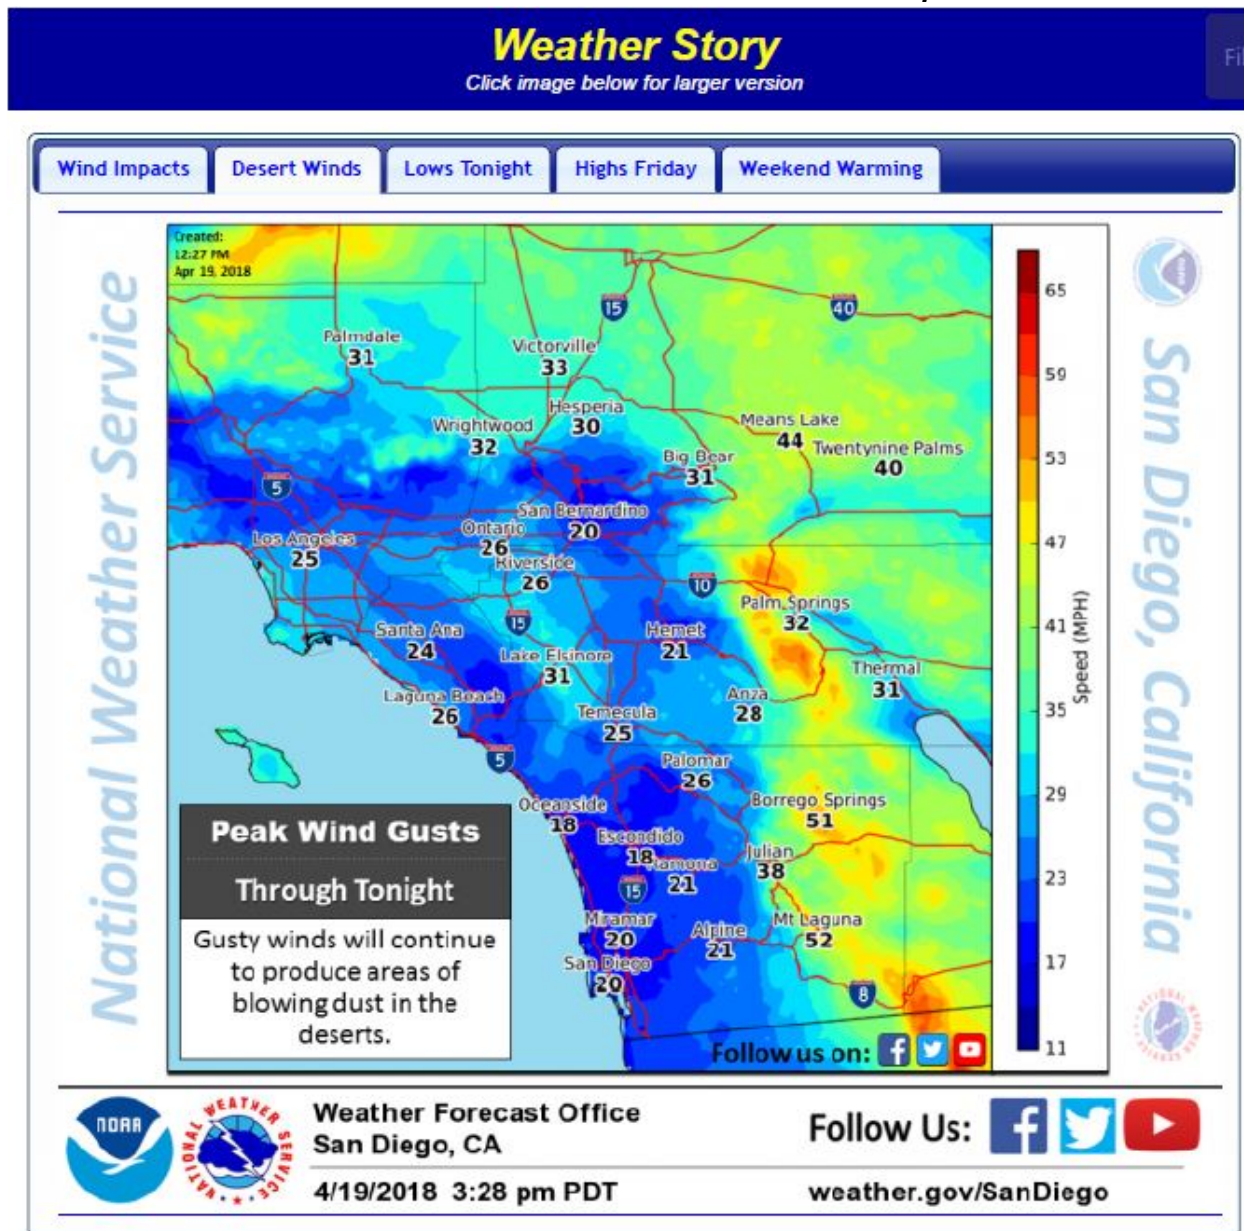 Weather Story
Click image below for larger version
Wind Impacts
Desert Winds
Lows Tonight
Highs Friday
Weekend Warming
National Weather Service
San Diego, California
Created:
12:27 PM
Apr 19, 2018
15
40
Palmdale
31
Victorville
33
Hesperia
30
Wrightwood
32
Means Lake
44
Twentynine Palms
40
Big Bear
31
5
San Bernardino
20
Ontario
26
Los Angeles
25
Riverside
26
10
Palm Springs
32
15
Santa Ana
24
Hemet
21
Lake Elsinore
31
Thermal
31
Laguna Beach
26
Anza
28
Temecula
25
5
Palomar
26
Oceanside
18
Borrego Springs
51
Escondido
18
Ramona
21
Julian
38
15
Miramar
20
Alpine
21
Mt Laguna
52
San Diego
20
8
65
59
53
47
41
35
29
23
17
11
Speed (MPH)
Peak Wind Gusts
Through Tonight
Gusty winds will continue
to produce areas of
blowing dust in the
deserts.
Follow us on:
NOAA
NATIONAL WEATHER SERVICE
Weather Forecast Office
San Diego, CA
Follow Us:
4/19/2018 3:28 pm PDT
weather.gov/SanDiego